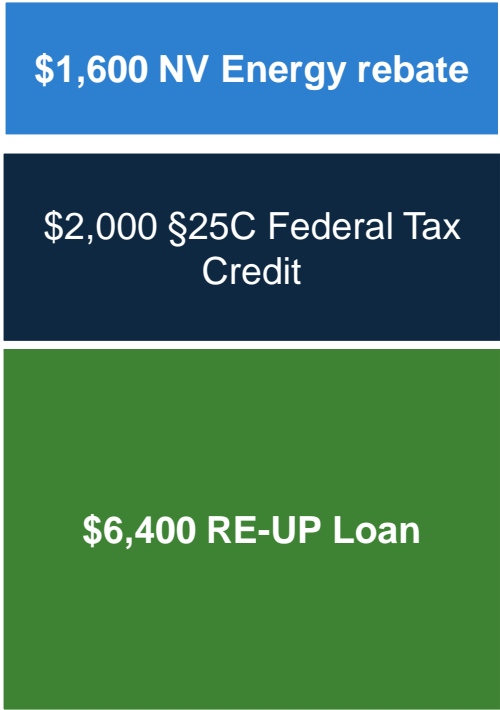 $1,600 NV Energy rebate
$2,000 §25C Federal Tax
Credit
$6,400 RE-UP Loan